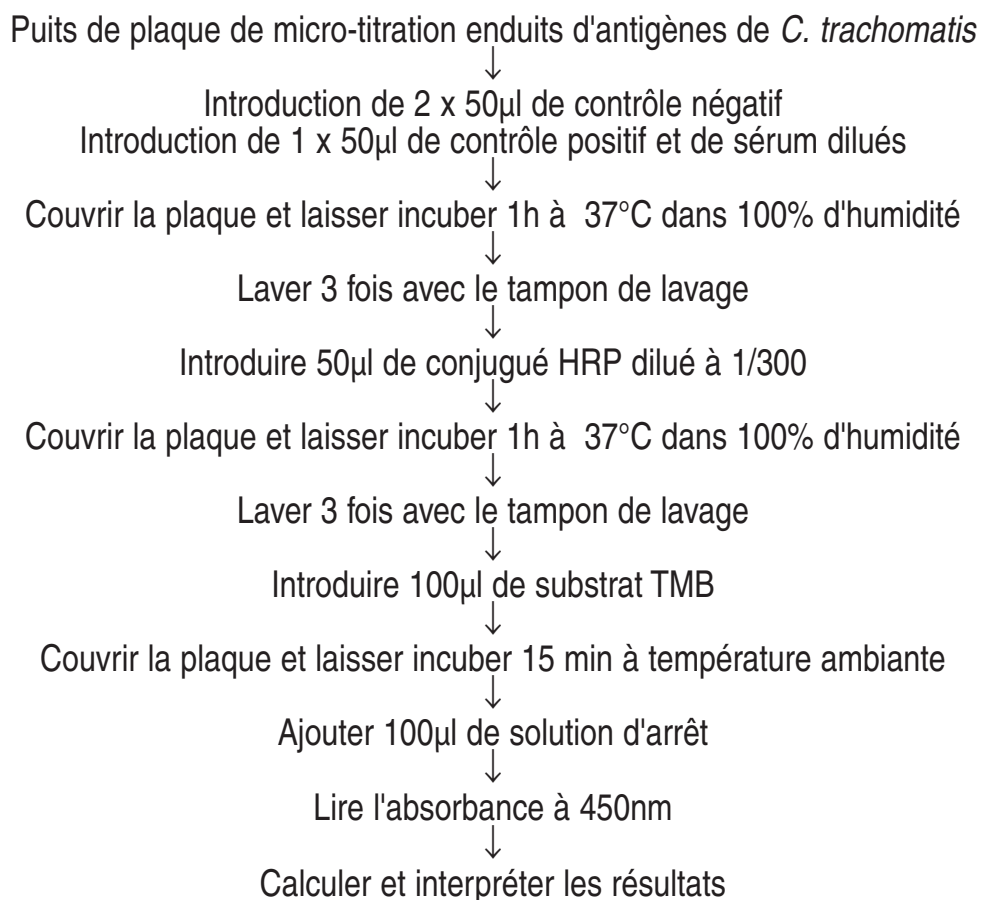 Puits de plaque de micro-titration enduits d'antigènes de C. trachomatis
↓
Introduction de 2 x 50µl de contrôle négatif
Introduction de 1 x 50µl de contrôle positif et de sérum dilués
↓
Couvrir la plaque et laisser incuber 1h à 37°C dans 100% d'humidité
↓
Laver 3 fois avec le tampon de lavage
↓
Introduire 50µl de conjugué HRP dilué à 1/300
↓
Couvrir la plaque et laisser incuber 1h à 37°C dans 100% d'humidité
↓
Laver 3 fois avec le tampon de lavage
↓
Introduire 100µl de substrat TMB
↓
Couvrir la plaque et laisser incuber 15 min à température ambiante
↓
Ajouter 100µl de solution d'arrêt
↓
Lire l'absorbance à 450nm
↓
Calculer et interpréter les résultats